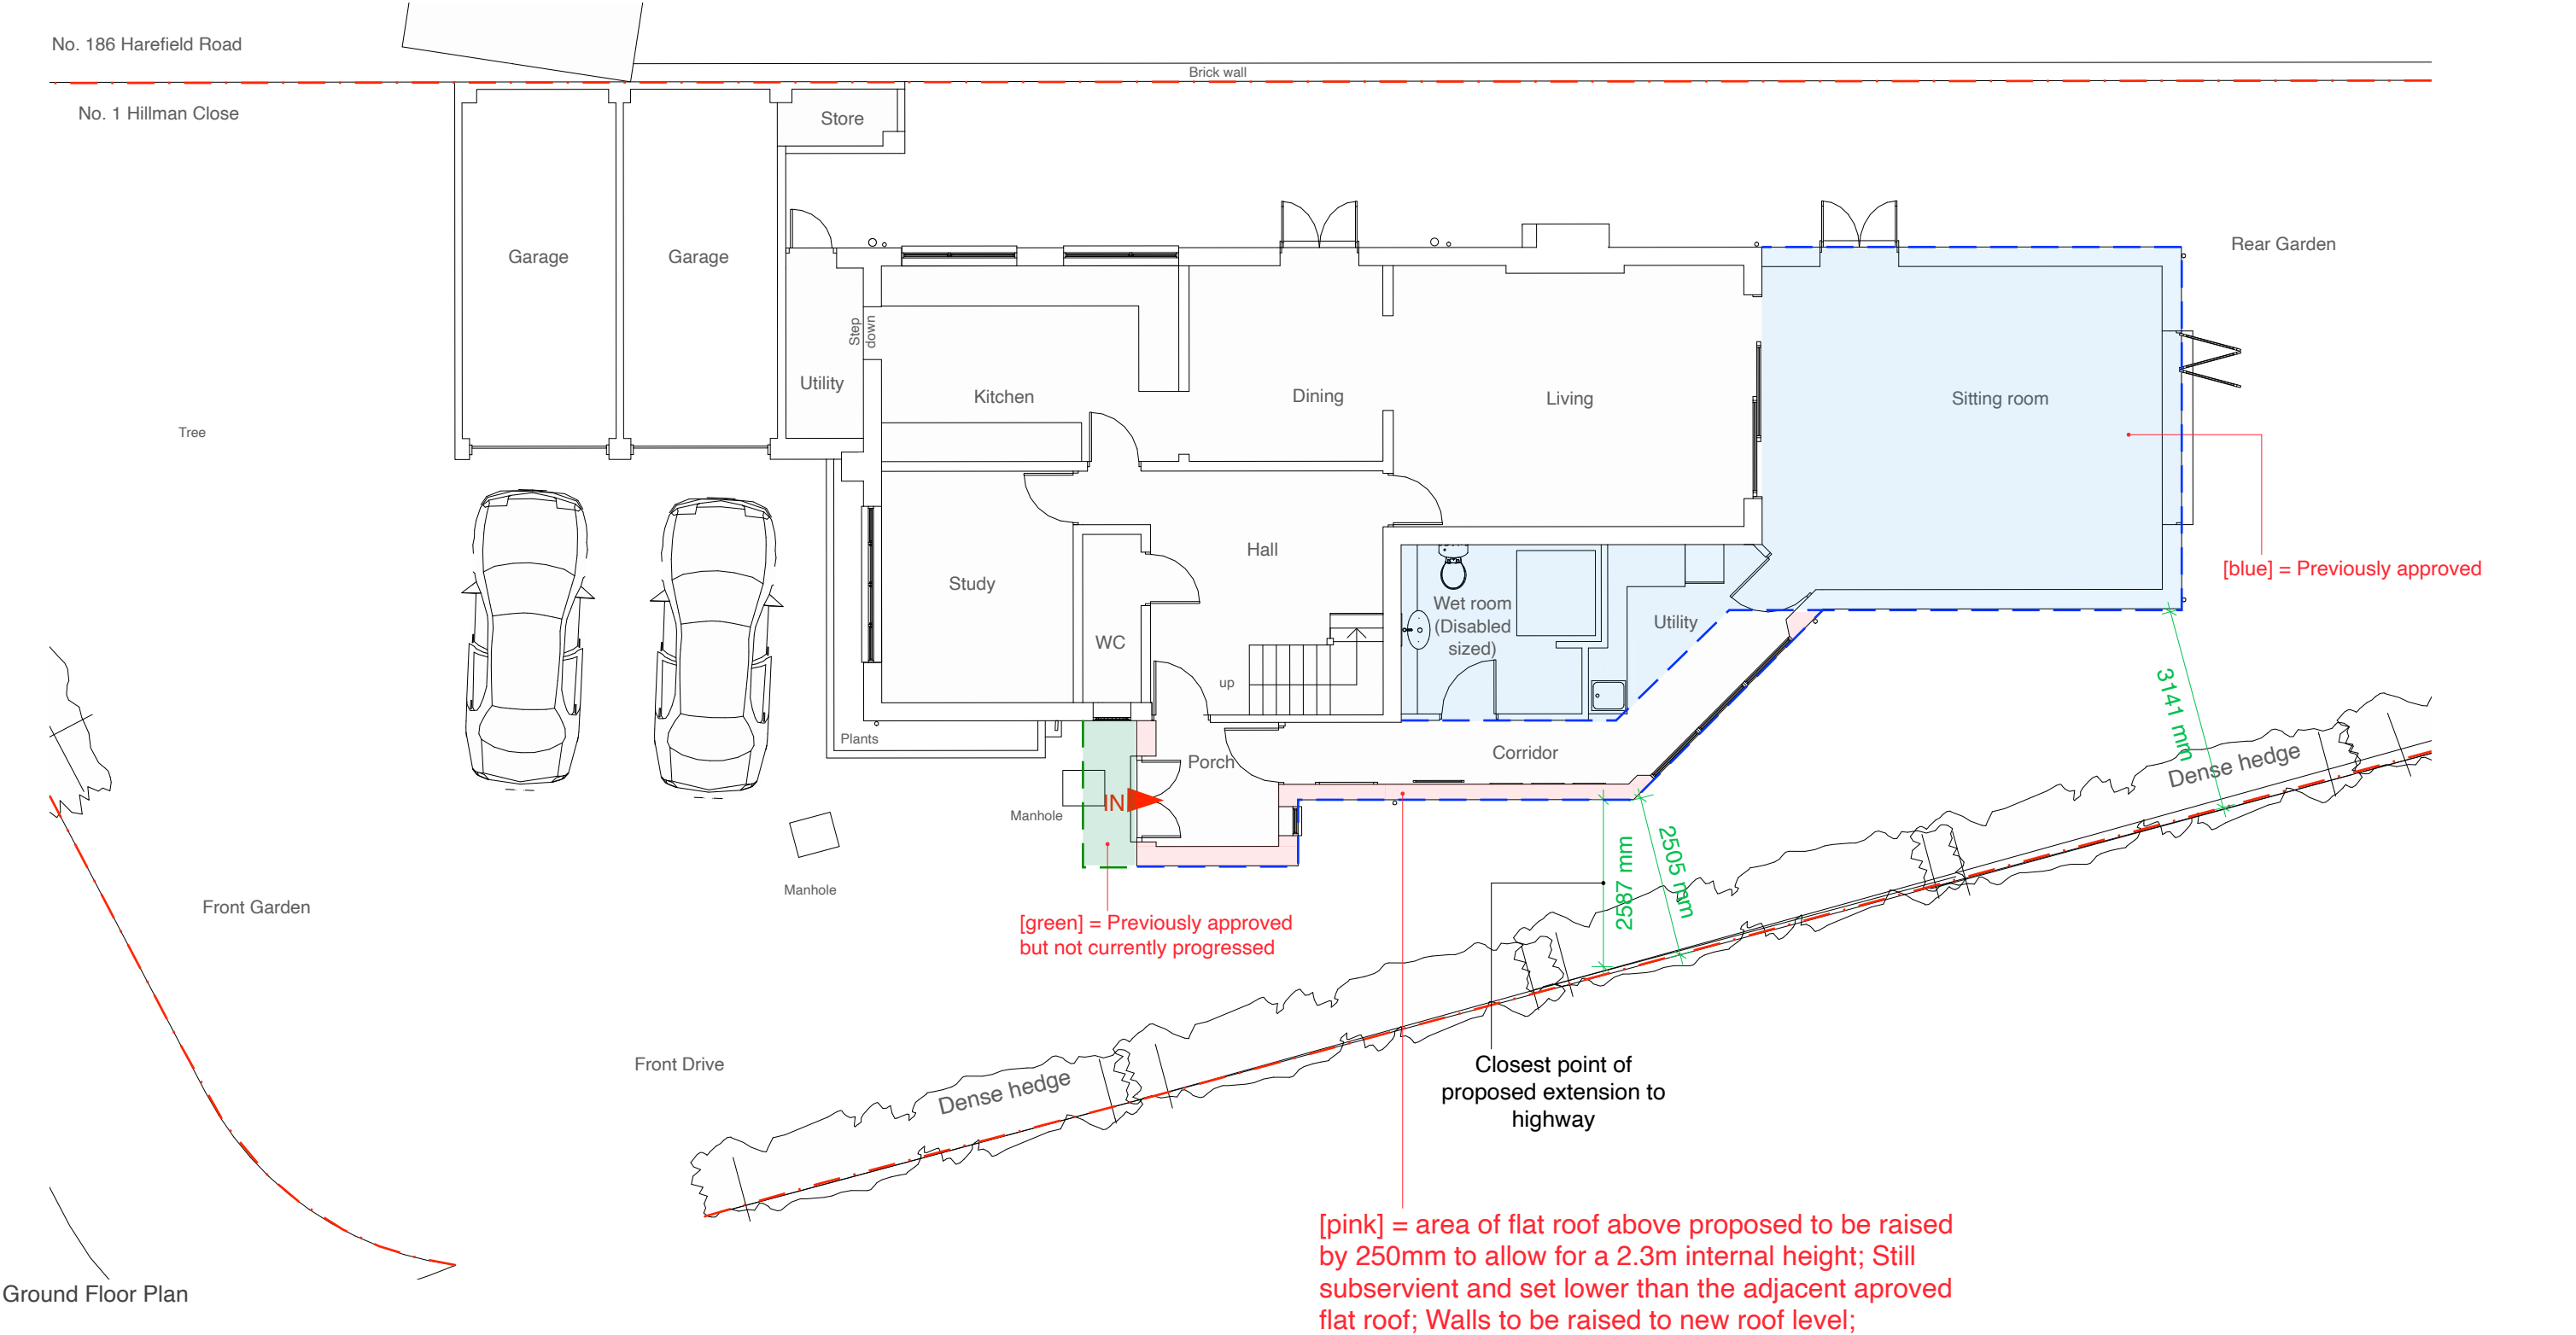 No. 186 Harefield Road
Brick wall
No. 1 Hillman Close
Store
Garage
Garage
Rear Garden
Step
down
Utility
Kitchen
Dining
Living
Sitting room
Tree
Hall
[blue] = Previously approved
Study
Wet room
(Disabled
sized)
Utility
WC
up
3141 mm
Plants
Porch
Corridor
Dense hedge
IN
Manhole
2587 mm
2505 mm
Manhole
Front Garden
[green] = Previously approved
but not currently progressed
Front Drive
Dense hedge
Closest point of
proposed extension to
highway
[pink] = area of flat roof above proposed to be raised
by 250mm to allow for a 2.3m internal height; Still
subservient and set lower than the adjacent aproved
flat roof; Walls to be raised to new roof level;
Ground Floor Plan